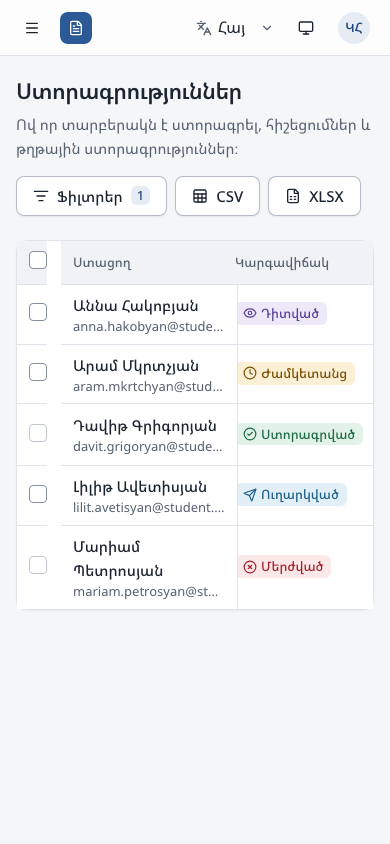 Հայ
ԿՀ
Ստորագրություններ
Ով որ տարբերակն է ստորագրել, հիշեցումներ և
թղթային ստորագրություններ։
Ֆիլտրեր 1
CSV
XLSX
Ստացող
Կարգավիճակ
Աննա Հակոբյան
anna.hakobyan@stude...
Դիտված
Արամ Մկրտչյան
aram.mkrtchyan@stud...
Ժամկետանց
Դավիթ Գրիգորյան
davit.grigoryan@stude...
Ստորագրված
Լիլիթ Ավետիսյան
lilit.avetisyan@student....
Ուղարկված
Մարիամ
Պետրոսյան
mariam.petrosyan@st...
Մերժված